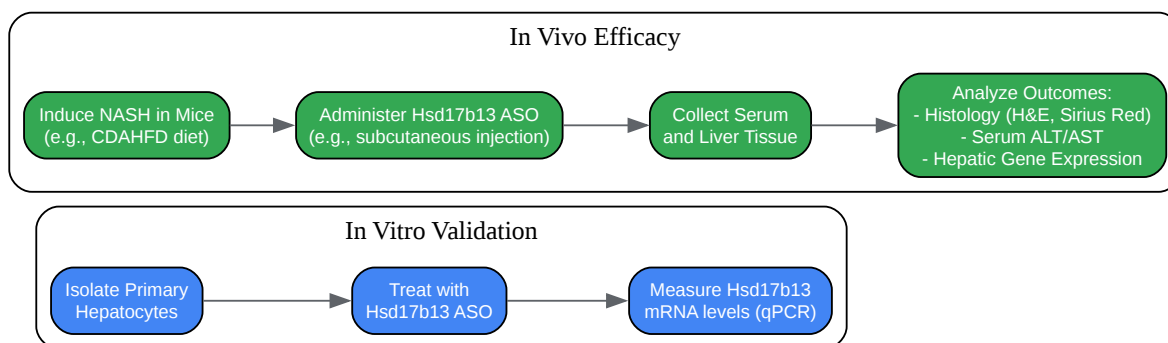 In Vivo Efficacy
Induce NASH in Mice
(e.g., CDAHFD diet)
Administer Hsd17b13 ASO
(e.g., subcutaneous injection)
Collect Serum
and Liver Tissue
Analyze Outcomes:
- Histology (H&E, Sirius Red)
- Serum ALT/AST
- Hepatic Gene Expression
In Vitro Validation
Isolate Primary
Hepatocytes
Treat with
Hsd17b13 ASO
Measure Hsd17b13
mRNA levels (qPCR)